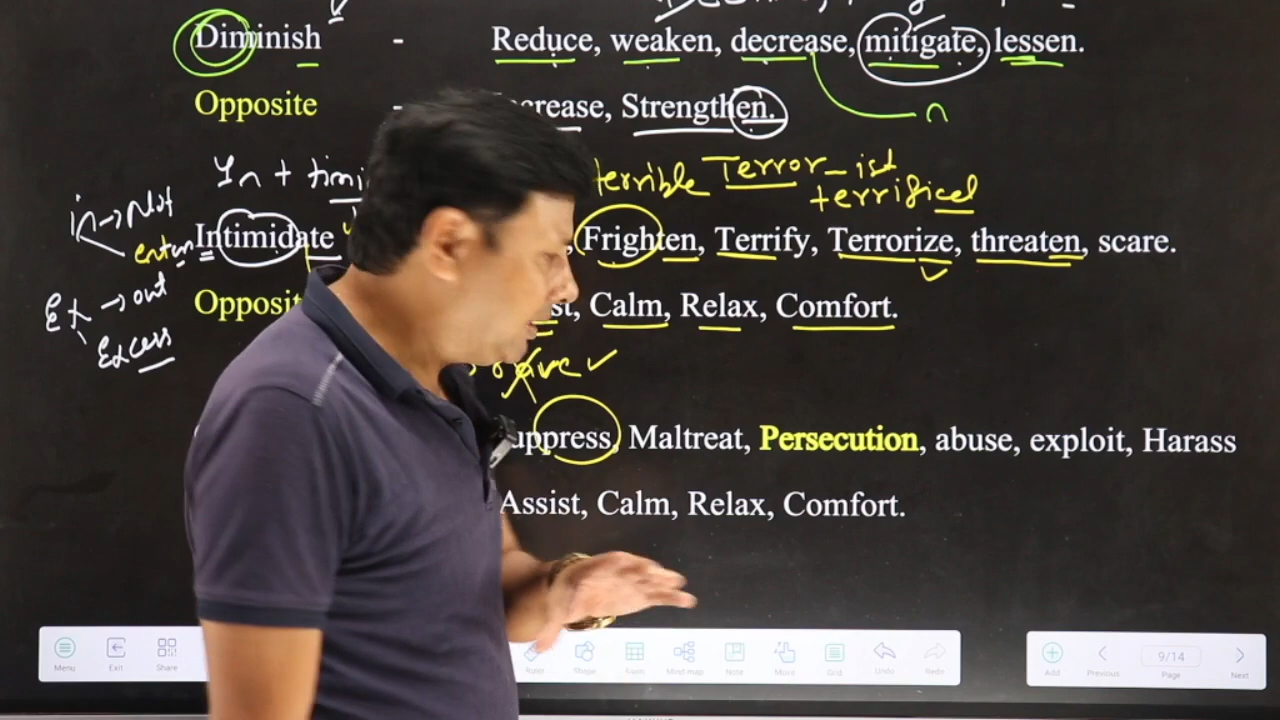 Diminish - Reduce, weaken, decrease, mitigate, lessen.
Opposite - Increase, Strengthen.
In + timi
terrible Terror-ist
terrified
in→Not
enter
Intimidate Frighten, Terrify, Terrorize, threaten, scare.
Ex→out
Excess
Opposit Assist, Calm, Relax, Comfort.
uppress, Maltreat, Persecution, abuse, exploit, Harass
Assist, Calm, Relax, Comfort.
Menu Exit Share Ruler Shape Form Mind map Note Move Grid Undo Redo Add Previous 9/14 Page Next